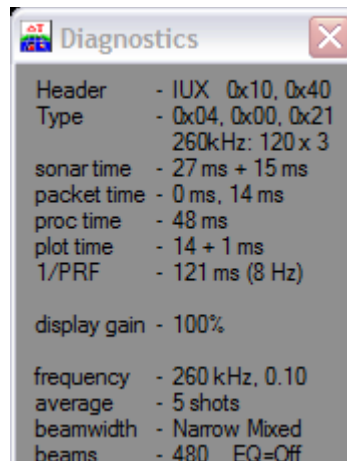 Diagnostics
Header - IUX 0x10, 0x40
Type - 0x04, 0x00, 0x21
260kHz: 120 x 3
sonar time - 27 ms + 15 ms
packet time - 0 ms, 14 ms
proc time - 48 ms
plot time - 14 + 1 ms
1/PRF - 121 ms (8 Hz)
display gain - 100%
frequency - 260 kHz, 0.10
average - 5 shots
beamwidth - Narrow Mixed
beams - 480 EQ=Off